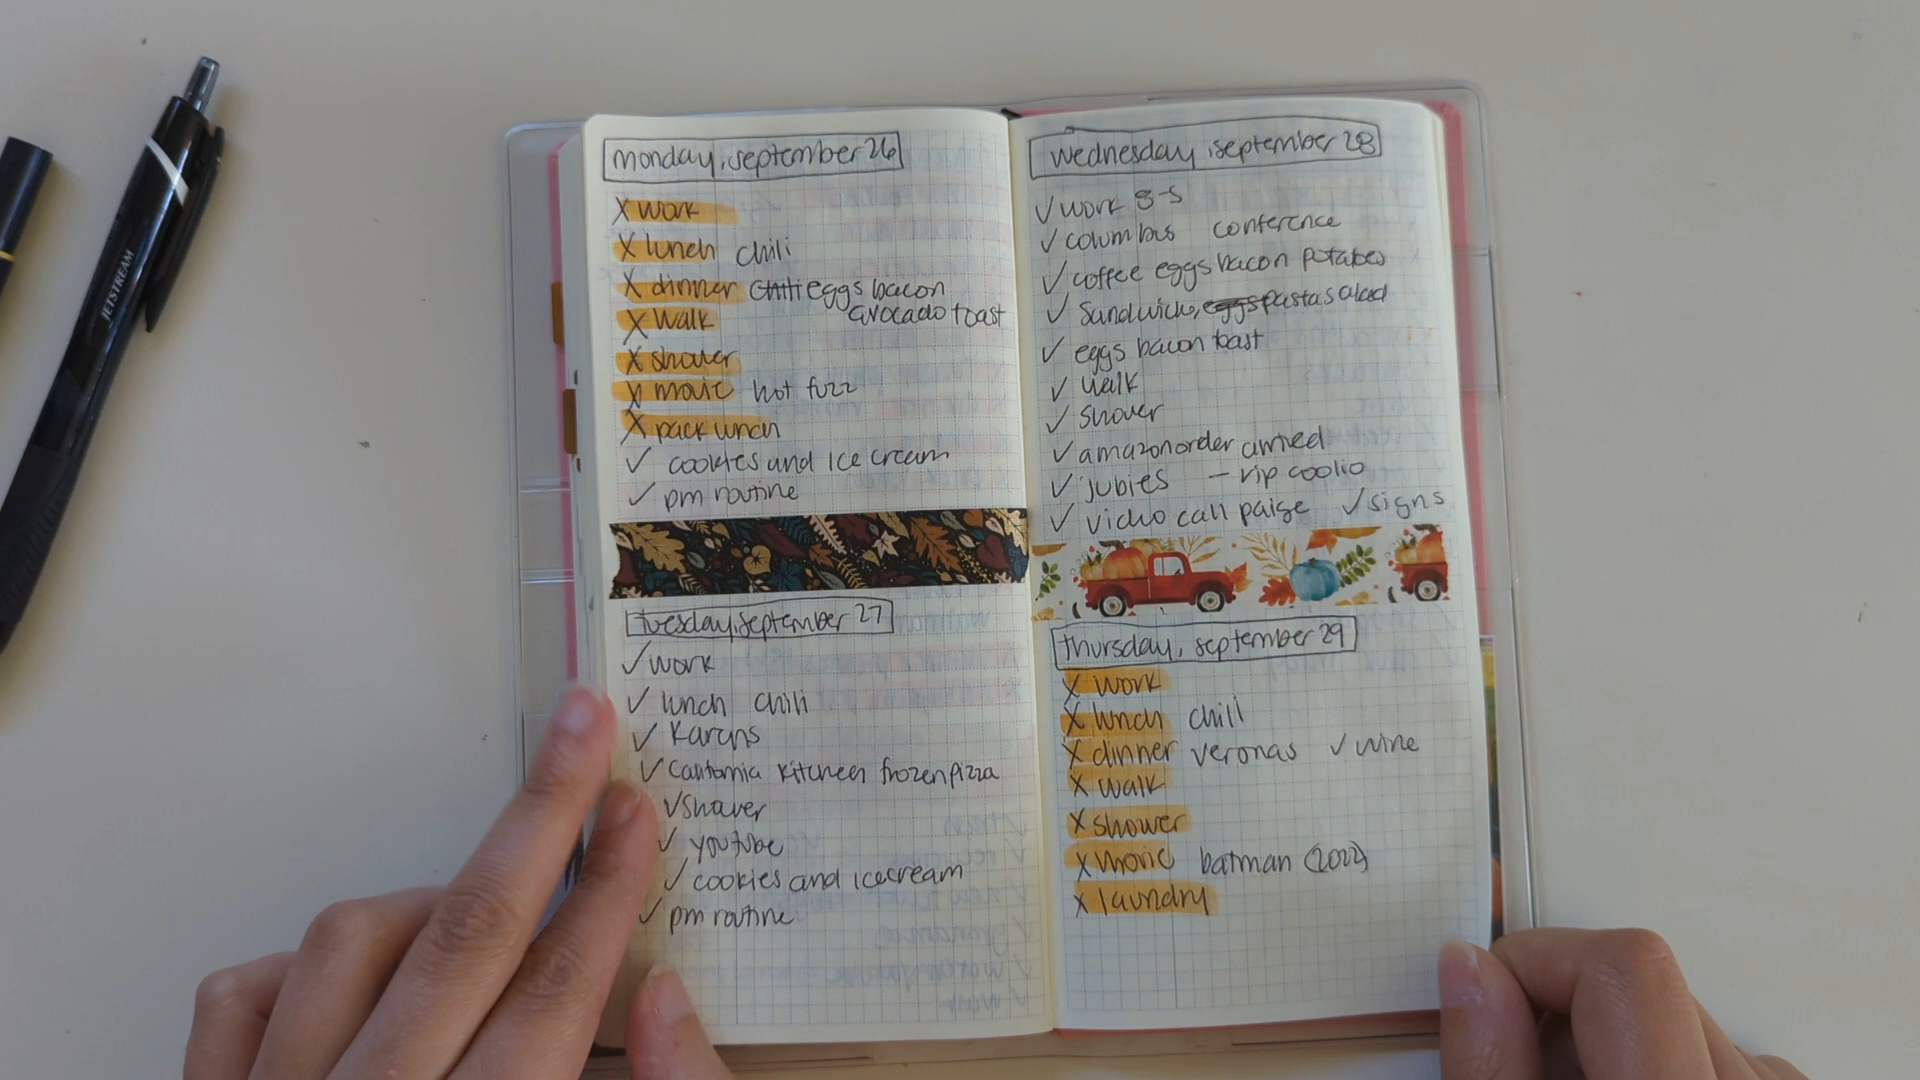 JETSTREAM
monday, september 26
X work
X lunch chili
X dinner chili eggs bacon
avocado toast
X walk
X shower
X movie hot fuzz
X pack lunch
✓ cookies and ice cream
✓ pm routine
tuesday, september 27
✓ work
✓ lunch chili
✓ Karens
✓ California Kitchen frozen pizza
✓ shower
✓ youtube
✓ cookies and icecream
✓ pm routine
wednesday, september 28
✓ work 8-5
✓ columbus conference
✓ coffee eggs bacon potatoes
✓ Sandwich, eggs pasta salad
✓ eggs bacon toast
✓ walk
✓ shower
✓ amazon order arrived
✓ jubies - rip coolio
✓ video call paige ✓ signs
thursday, september 29
X work
X lunch chili
X dinner veronas ✓ wine
X walk
X shower
X movie batman (2022)
X laundry